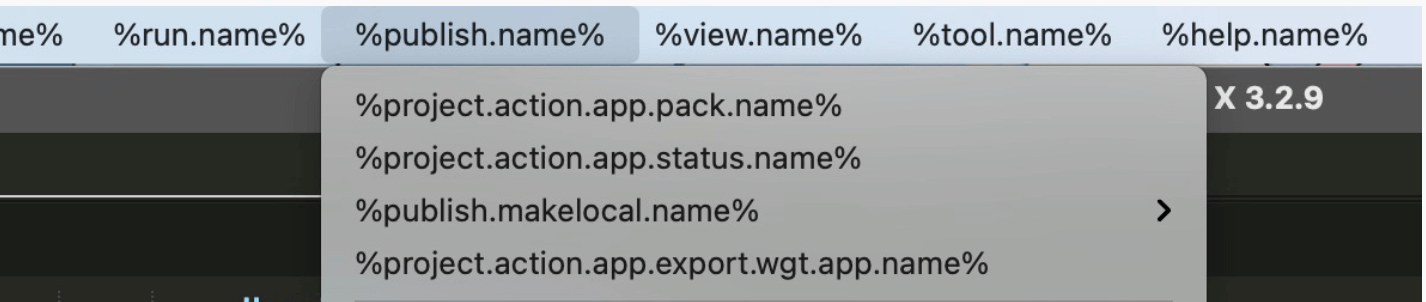 me% %run.name% %publish.name% %view.name% %tool.name% %help.name%
X 3.2.9
%project.action.app.pack.name%
%project.action.app.status.name%
%publish.makelocal.name%
%project.action.app.export.wgt.app.name%